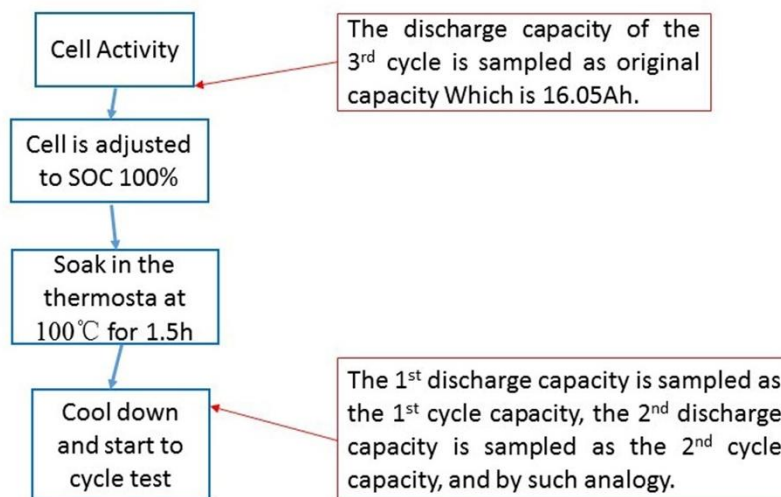 Cell Activity
The discharge capacity of the
3rd cycle is sampled as original
capacity Which is 16.05Ah.
Cell is adjusted
to SOC 100%
Soak in the
thermosta at
100℃ for 1.5h
Cool down
and start to
cycle test
The 1st discharge capacity is sampled as
the 1st cycle capacity, the 2nd discharge
capacity is sampled as the 2nd cycle
capacity, and by such analogy.